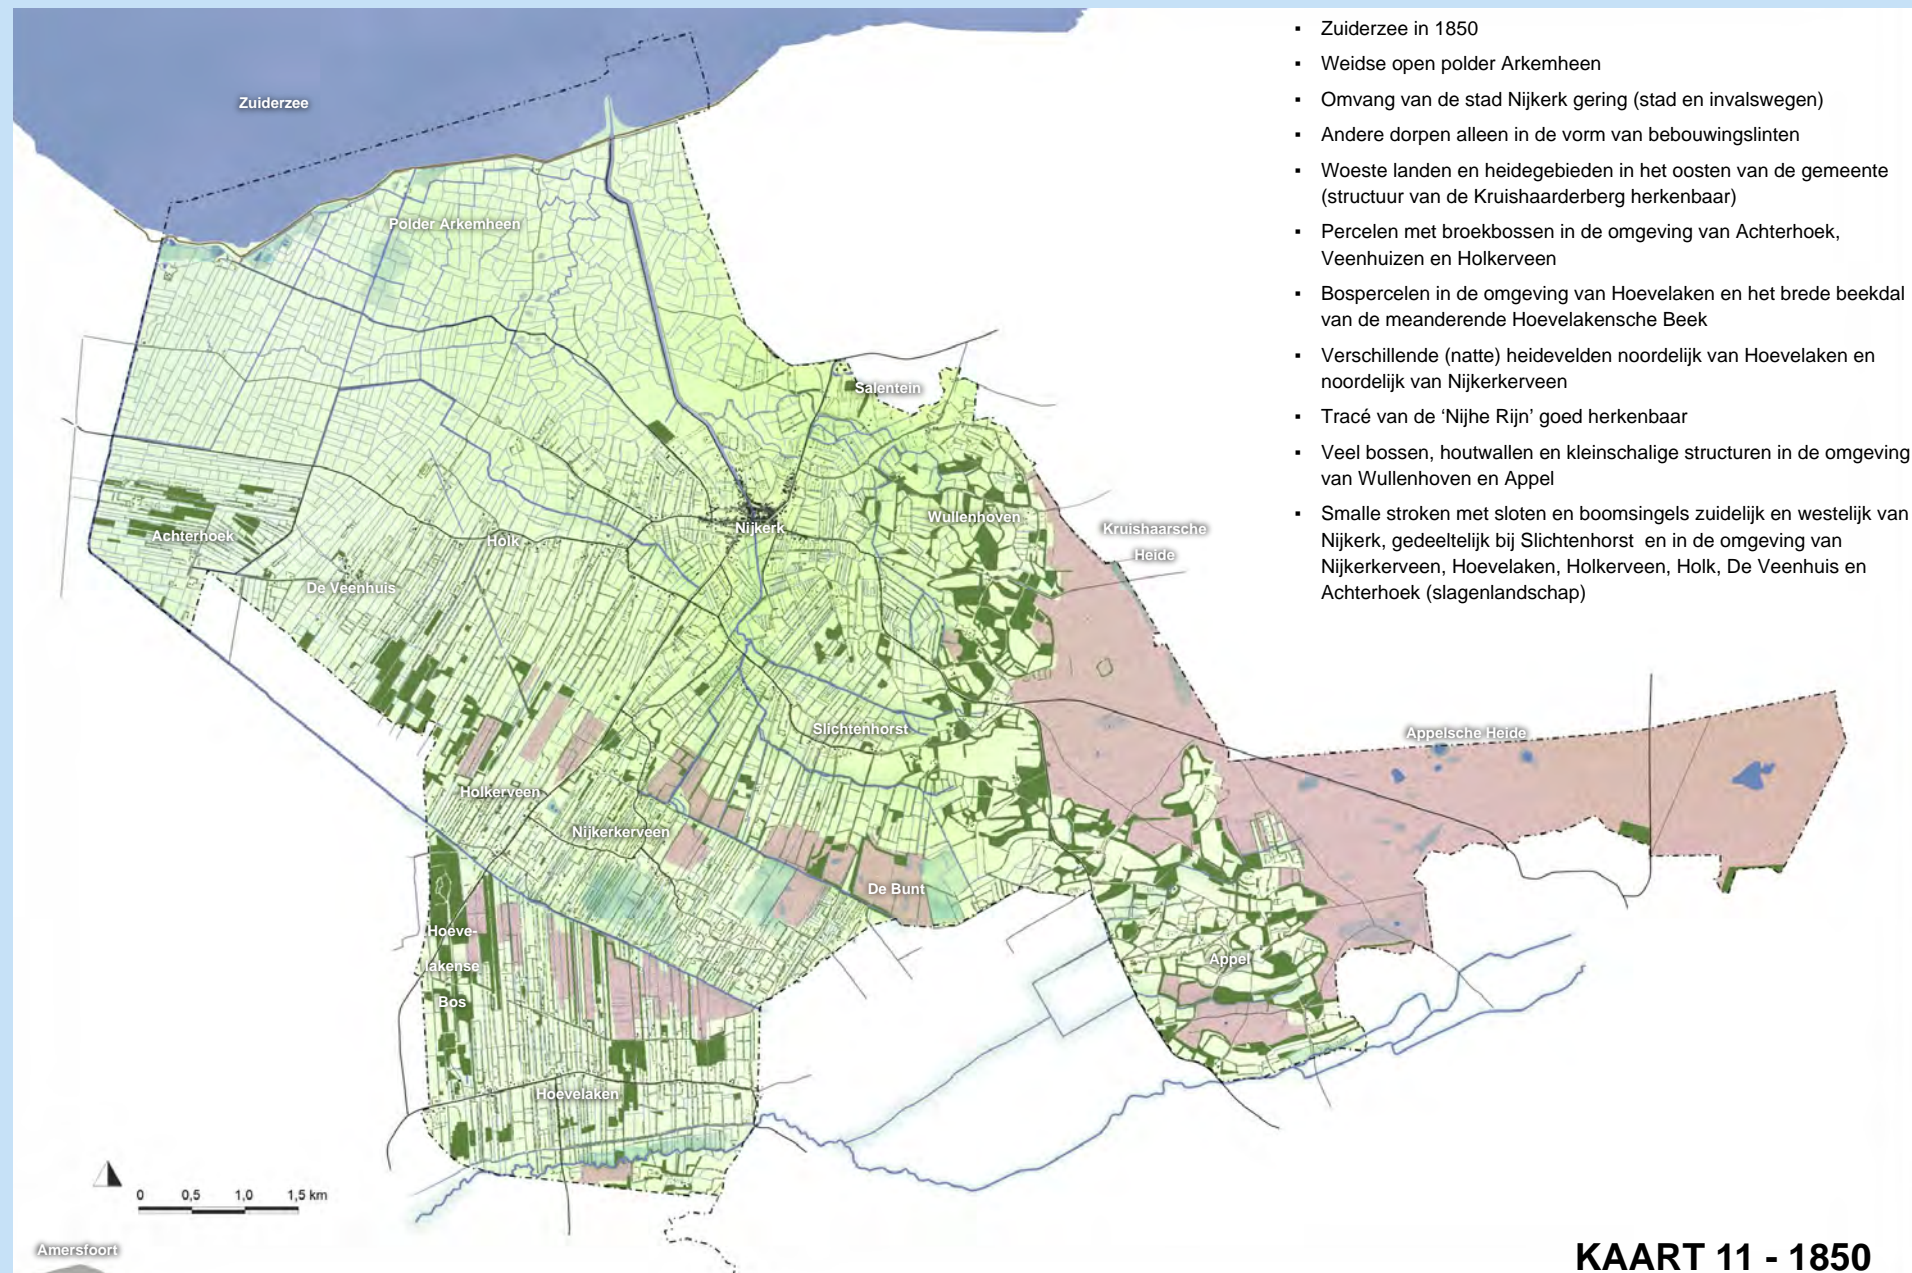 ▪ Zuiderzee in 1850
▪ Weidse open polder Arkemheen
▪ Omvang van de stad Nijkerk gering (stad en invalswegen)
▪ Andere dorpen alleen in de vorm van bebouwingslinten
▪ Woeste landen en heidegebieden in het oosten van de gemeente
(structuur van de Kruishaarderberg herkenbaar)
▪ Percelen met broekbossen in de omgeving van Achterhoek,
Veenhuizen en Holkerveen
▪ Bospercelen in de omgeving van Hoevelaken en het brede beekdal
van de meanderende Hoevelakensche Beek
▪ Verschillende (natte) heidevelden noordelijk van Hoevelaken en
noordelijk van Nijkerkerveen
▪ Tracé van de ‘Nijhe Rijn’ goed herkenbaar
▪ Veel bossen, houtwallen en kleinschalige structuren in de omgeving
van Wullenhoven en Appel
▪ Smalle stroken met sloten en boomsingels zuidelijk en westelijk van
Nijkerk, gedeeltelijk bij Slichtenhorst en in de omgeving van
Nijkerkerveen, Hoevelaken, Holkerveen, Holk, De Veenhuis en
Achterhoek (slagenlandschap)
Zuiderzee
Polder Arkemheen
Salentein
Wullenhoven
Nijkerk
Kruishaarsche
Heide
Achterhoek
Holk
De Veenhuis
Slichtenhorst
Appelsche Heide
Holkerveen
Nijkerkerveen
De Bunt
Hoeve-
lakense
Bos
Appel
Hoevelaken
0 0,5 1,0 1,5 km
Amersfoort
KAART 11 - 1850